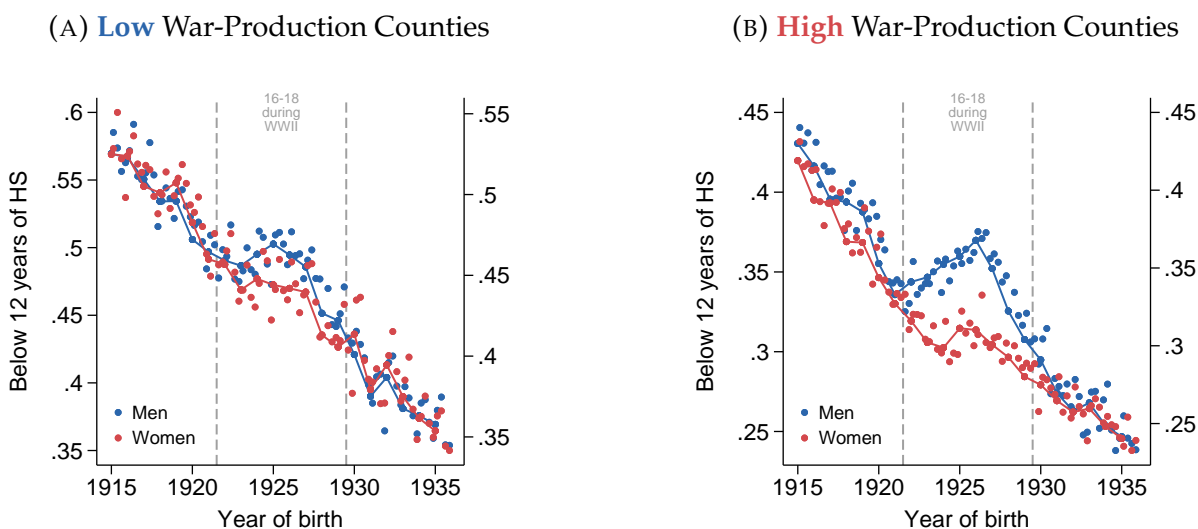 (A) Low War-Production Counties
16-18
during
WWII
Below 12 years of HS
.6
.55
.5
.45
.4
.35
.55
.5
.45
.4
.35
Men
Women
1915 1920 1925 1930 1935
Year of birth
(B) High War-Production Counties
16-18
during
WWII
Below 12 years of HS
.45
.4
.35
.3
.25
.45
.4
.35
.3
.25
Men
Women
1915 1920 1925 1930 1935
Year of birth